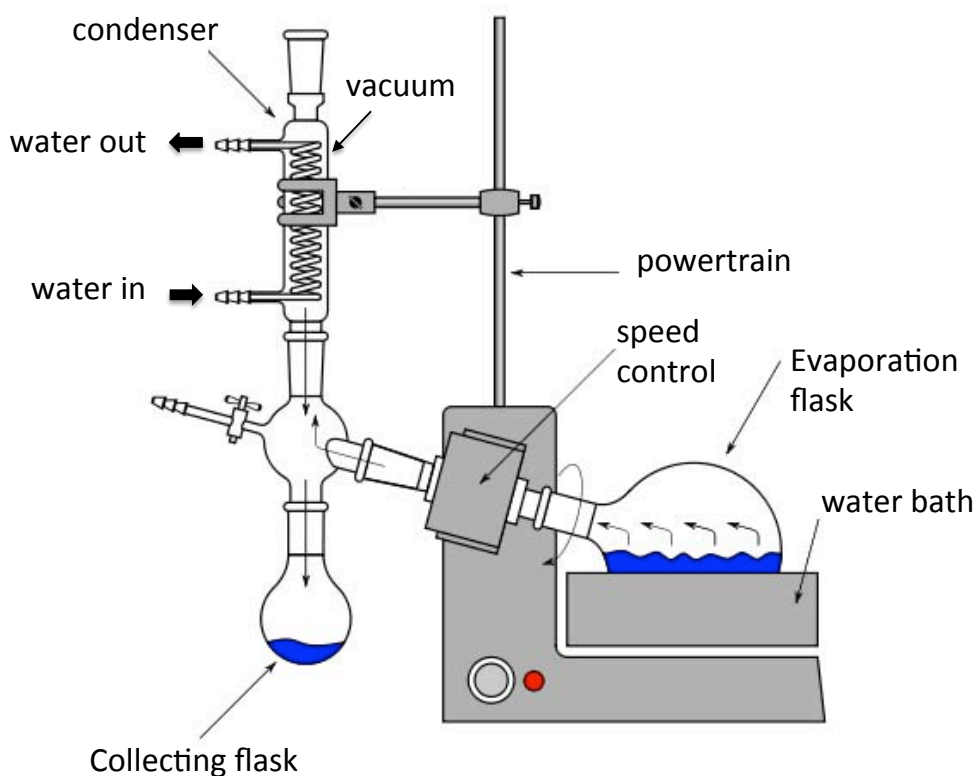 condenser
vacuum
water out
water in
powertrain
speed
control
Evaporation
flask
water bath
Collecting flask